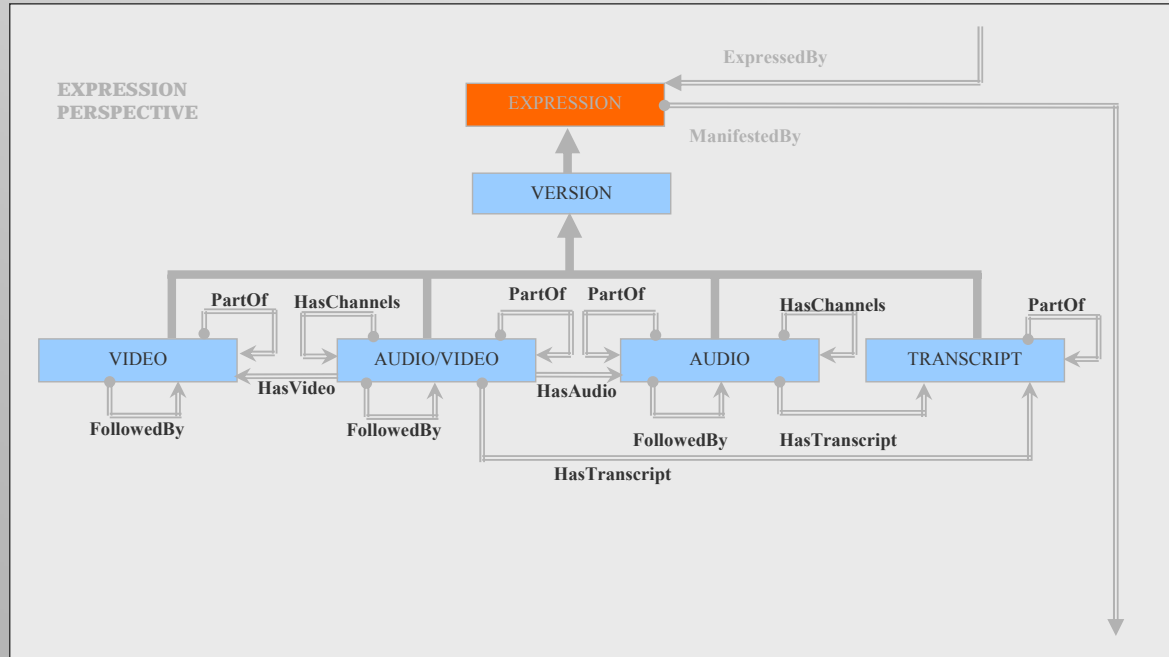 ExpressedBy
EXPRESSION
PERSPECTIVE
EXPRESSION
ManifestedBy
VERSION
PartOf
HasChannels
PartOf
PartOf
HasChannels
PartOf
VIDEO
AUDIO/VIDEO
AUDIO
TRANSCRIPT
HasVideo
HasAudio
FollowedBy
FollowedBy
FollowedBy
HasTranscript
HasTranscript